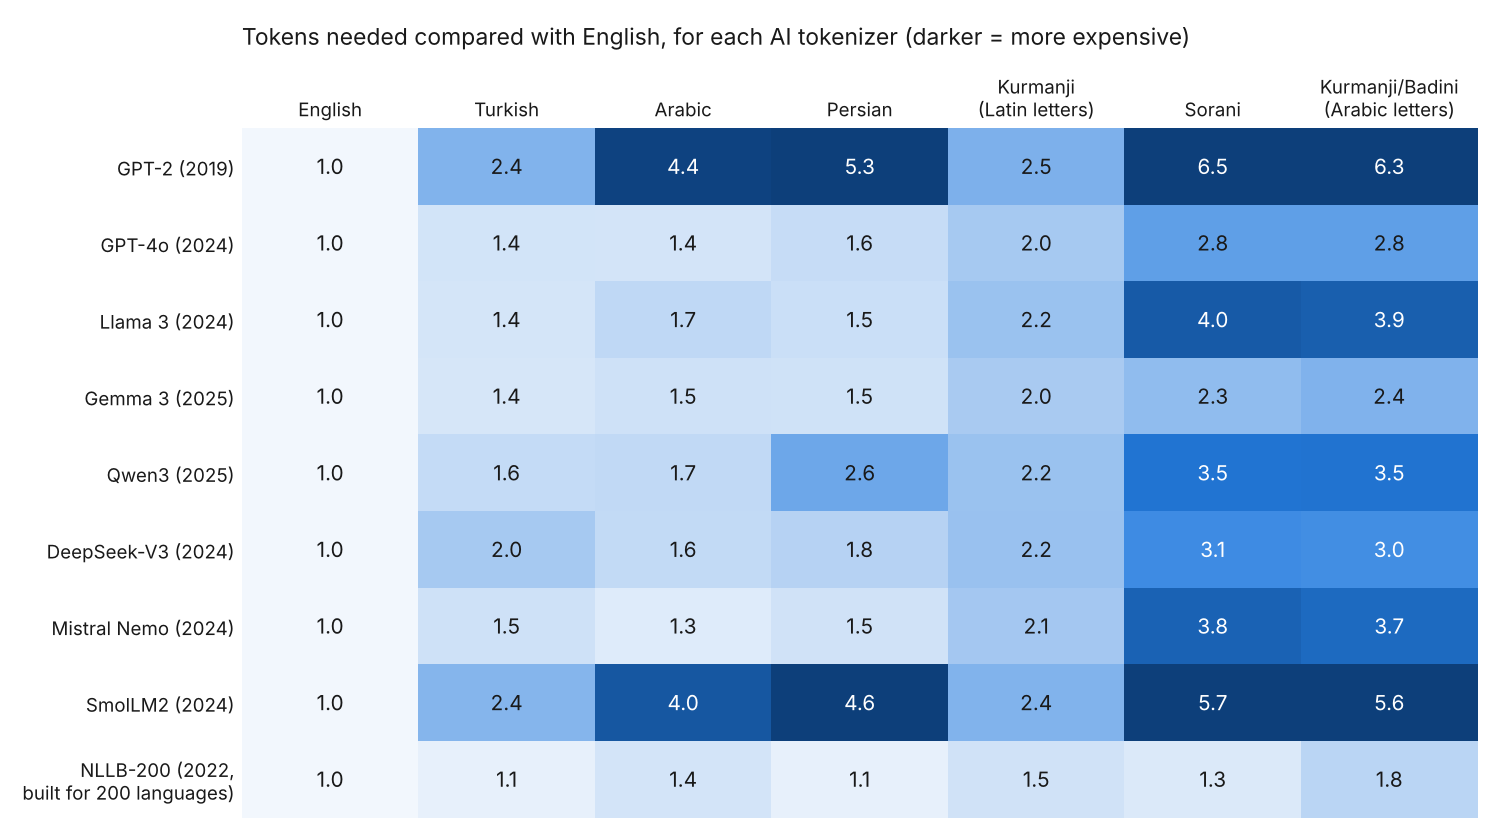 Tokens needed compared with English, for each AI tokenizer (darker = more expensive)
English Turkish Arabic Persian Kurmanji (Latin letters) Sorani Kurmanji/Badini (Arabic letters)
GPT-2 (2019) 1.0 2.4 4.4 5.3 2.5 6.5 6.3
GPT-4o (2024) 1.0 1.4 1.4 1.6 2.0 2.8 2.8
Llama 3 (2024) 1.0 1.4 1.7 1.5 2.2 4.0 3.9
Gemma 3 (2025) 1.0 1.4 1.5 1.5 2.0 2.3 2.4
Qwen3 (2025) 1.0 1.6 1.7 2.6 2.2 3.5 3.5
DeepSeek-V3 (2024) 1.0 2.0 1.6 1.8 2.2 3.1 3.0
Mistral Nemo (2024) 1.0 1.5 1.3 1.5 2.1 3.8 3.7
SmolLM2 (2024) 1.0 2.4 4.0 4.6 2.4 5.7 5.6
NLLB-200 (2022,
built for 200 languages) 1.0 1.1 1.4 1.1 1.5 1.3 1.8